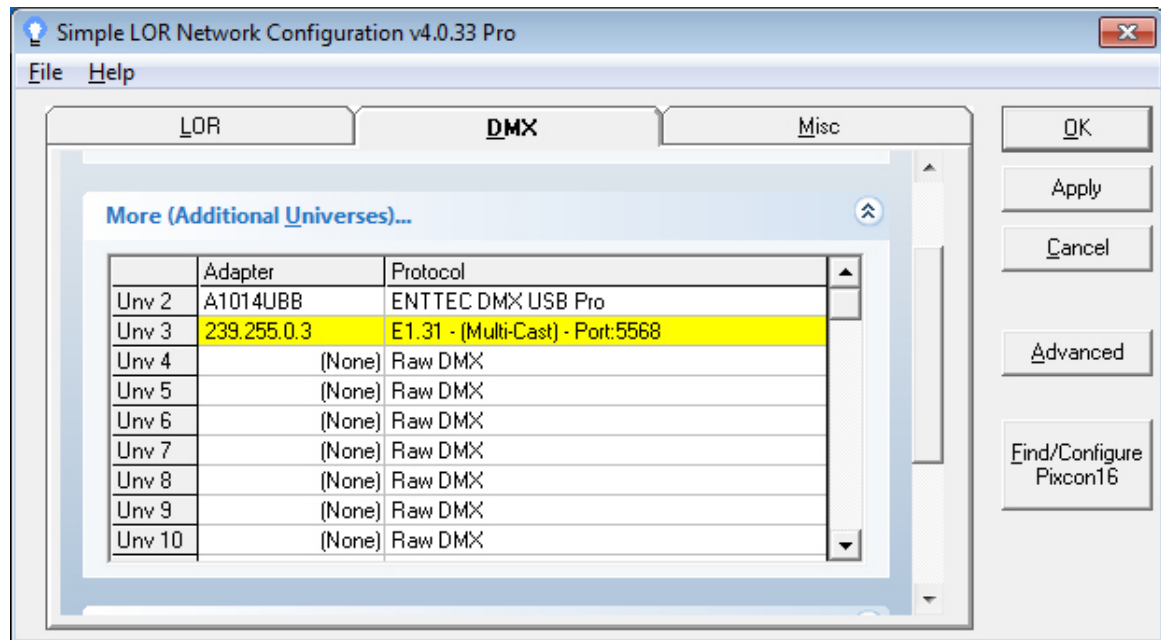 Simple LOR Network Configuration v4.0.33 Pro
File Help
LOR DMX Misc
OK
Apply
Cancel
Advanced
Find/Configure
Pixcon16
More (Additional Universes)...
Adapter Protocol
Unv 2 A1014UBB ENTTEC DMX USB Pro
Unv 3 239.255.0.3 E1.31 - (Multi-Cast) - Port:5568
Unv 4 (None) Raw DMX
Unv 5 (None) Raw DMX
Unv 6 (None) Raw DMX
Unv 7 (None) Raw DMX
Unv 8 (None) Raw DMX
Unv 9 (None) Raw DMX
Unv 10 (None) Raw DMX